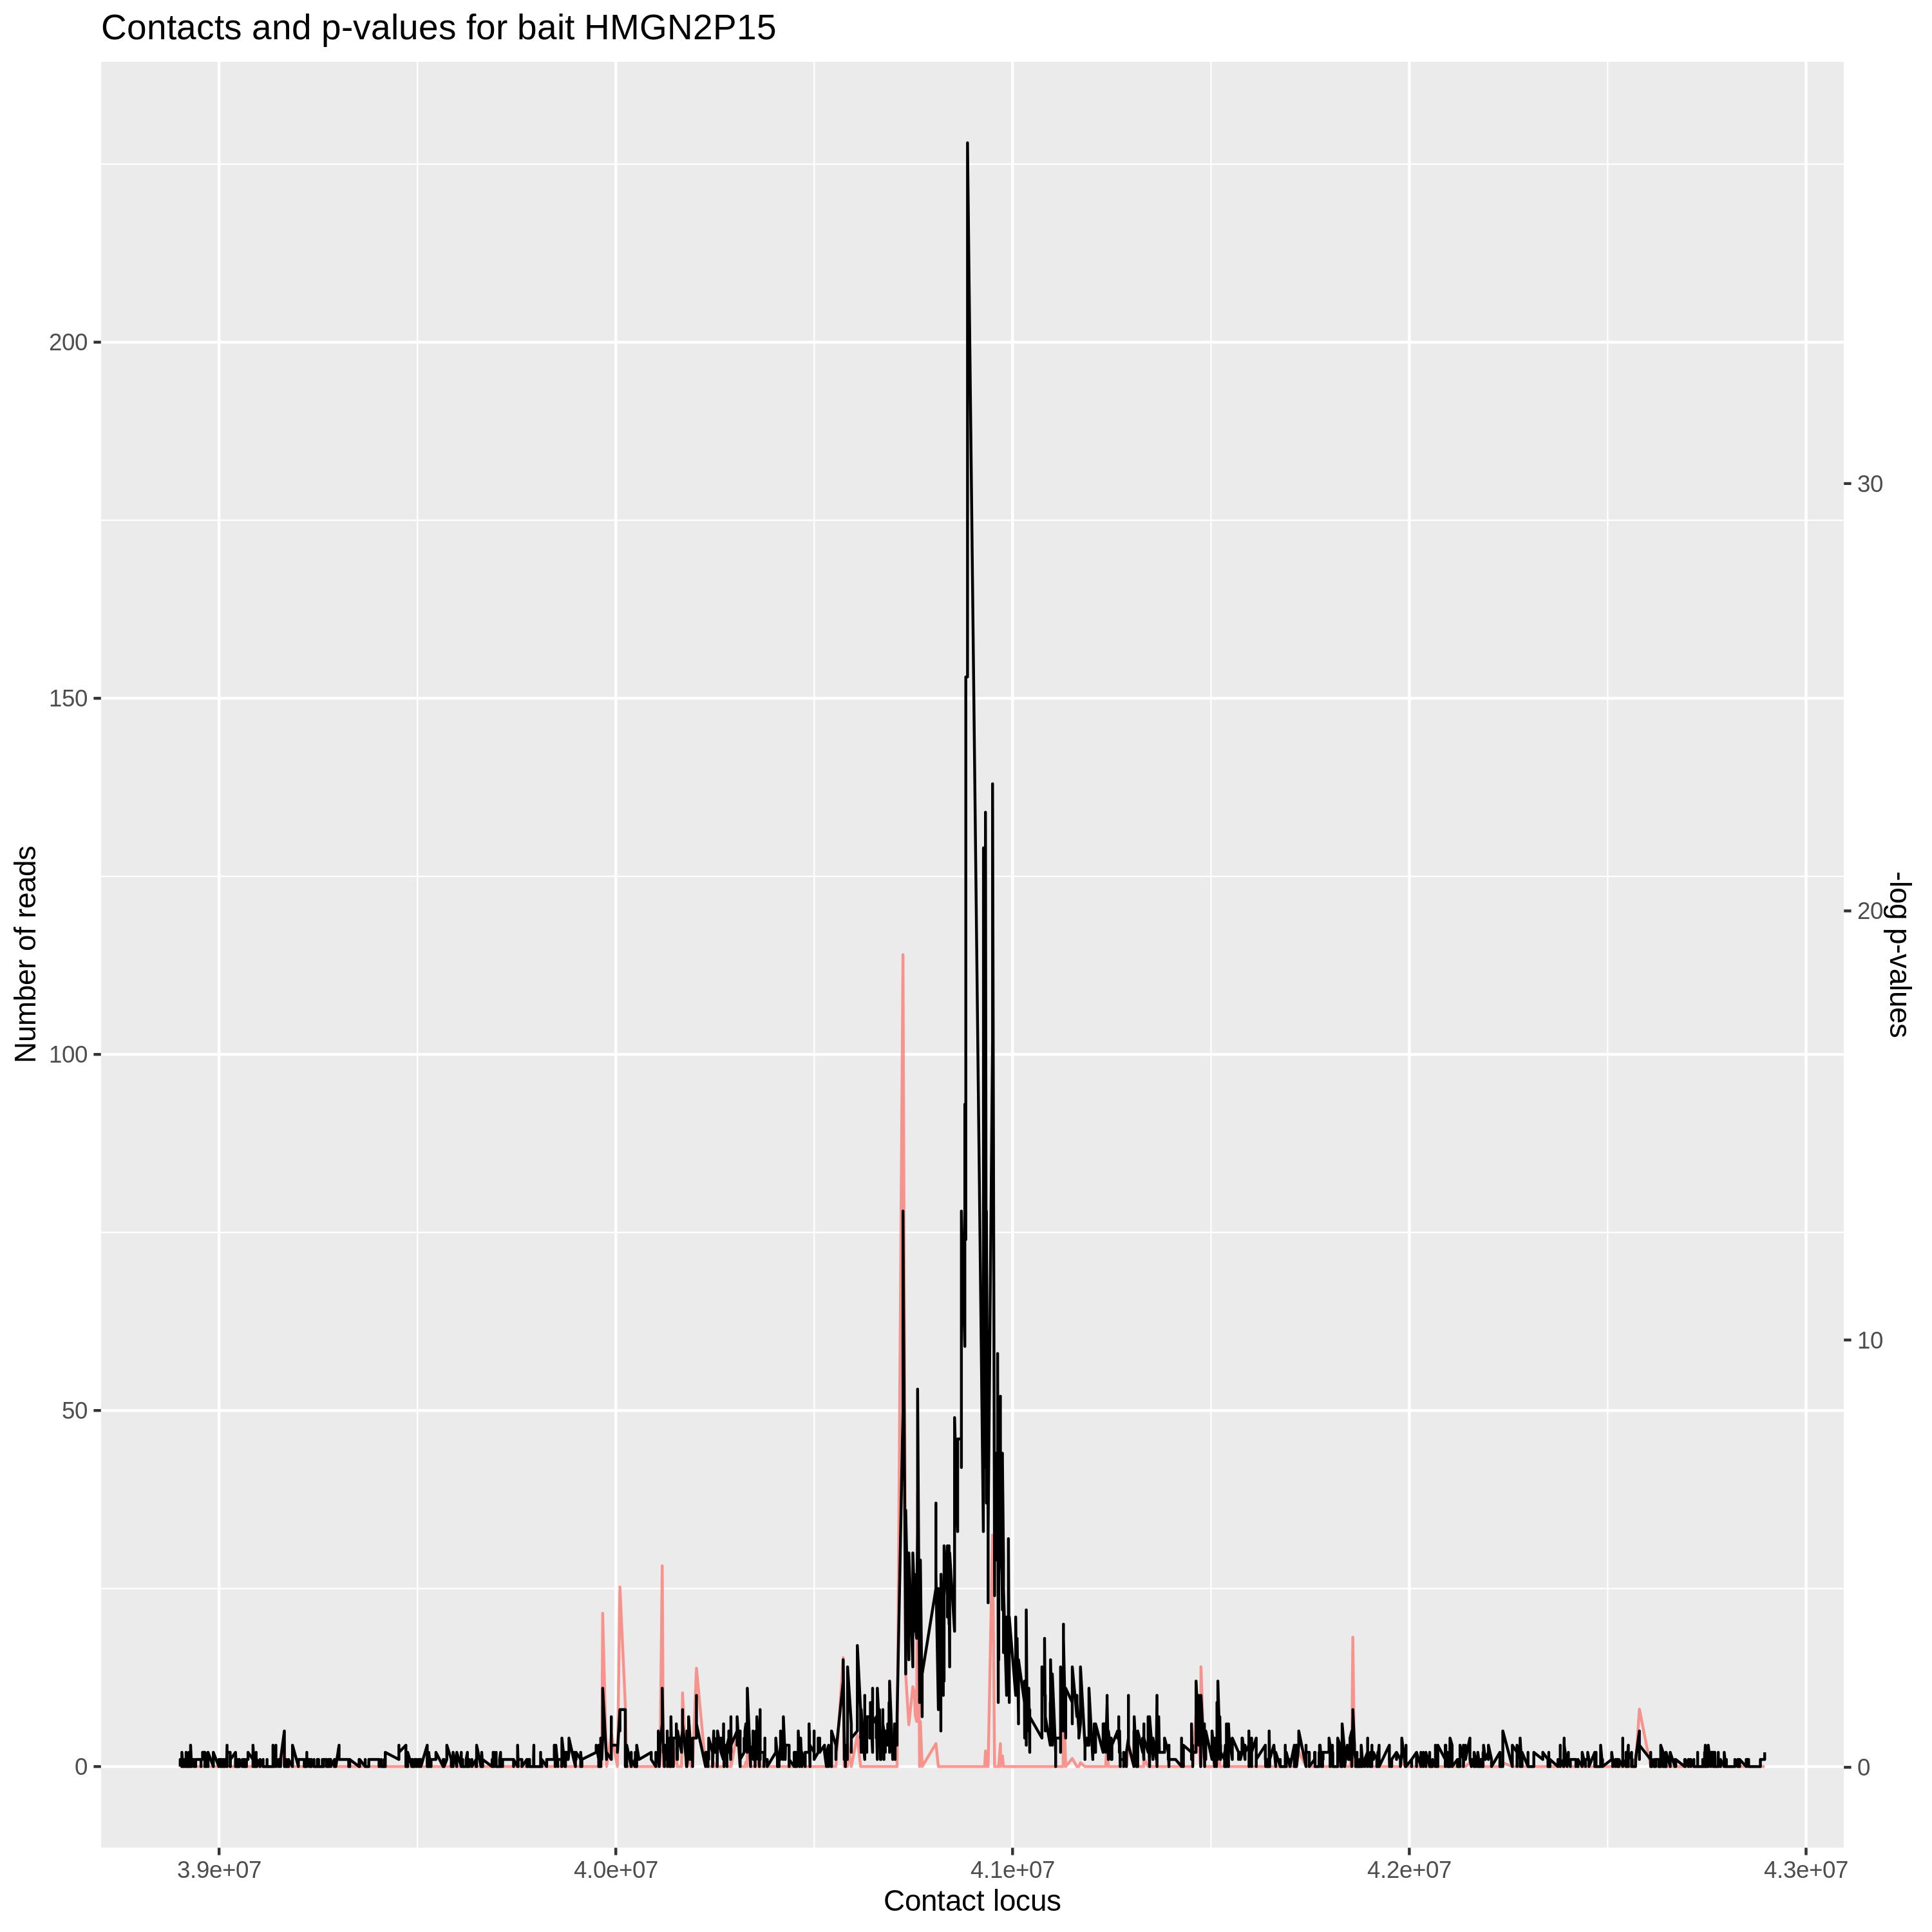 Contacts and p-values for bait HMGN2P15
200
150
100
50
0
Number of reads
30
20
10
0
-log p-values
3.9e+07
4.0e+07
4.1e+07
4.2e+07
4.3e+07
Contact locus